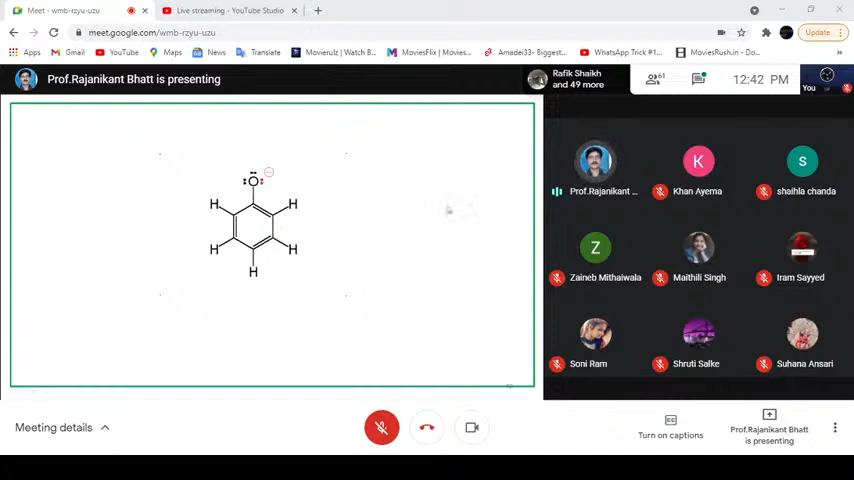 Meet - wmb-rzyu-uzu
Live streaming - YouTube Studio
meet.google.com/wmb-rzyu-uzu
Update
Apps
Gmail
YouTube
Maps
News
Translate
Movierulz | Watch B...
MoviesFlix | Movies...
Amadei33- Biggest...
WhatsApp Trick #1...
MoviesRush.in - Do...
Prof.Rajanikant Bhatt is presenting
Rafik Shaikh
and 49 more
61
12:42 PM
You
O
H
H
H
H
H
Prof.Rajanikant ...
K
Khan Ayema
s
shaihla chanda
Z
Zaineb Mithaiwala
Maithili Singh
Iram Sayyed
Soni Ram
Shruti Salke
Suhana Ansari
Meeting details
Turn on captions
Prof.Rajanikant Bhatt
is presenting